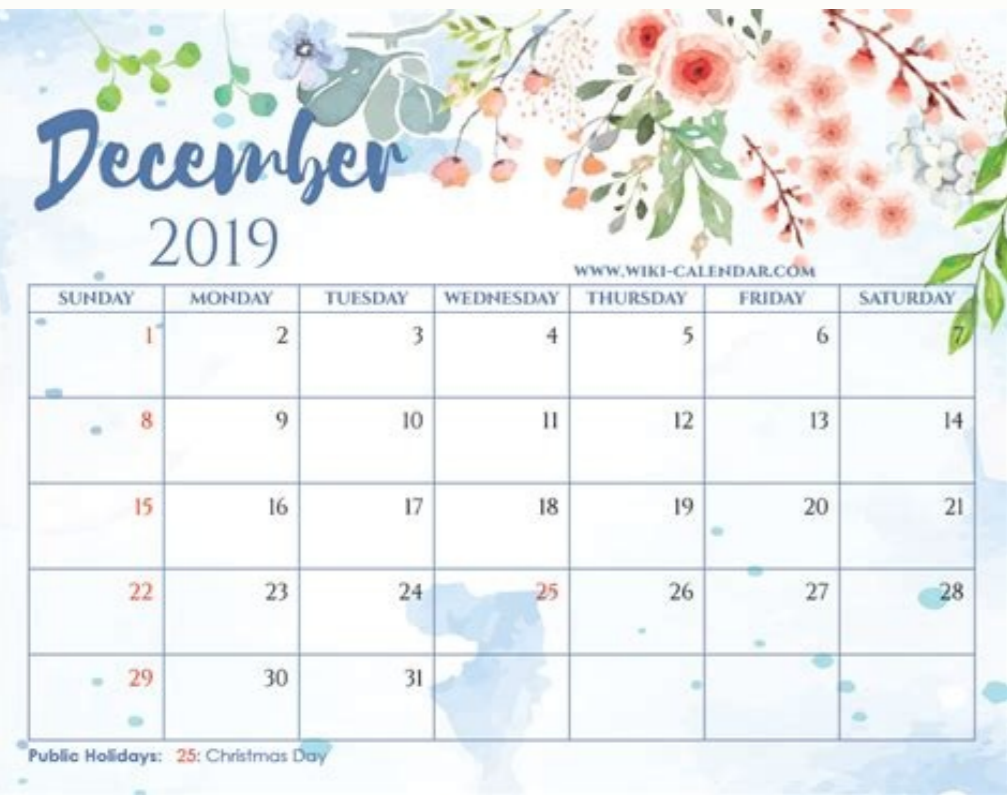 December
2019
WWW.WIKI-CALENDAR.COM
SUNDAY MONDAY TUESDAY WEDNESDAY THURSDAY FRIDAY SATURDAY
1 2 3 4 5 6 7
8 9 10 11 12 13 14
15 16 17 18 19 20 21
22 23 24 25 26 27 28
29 30 31
Public Holidays: 25: Christmas Day